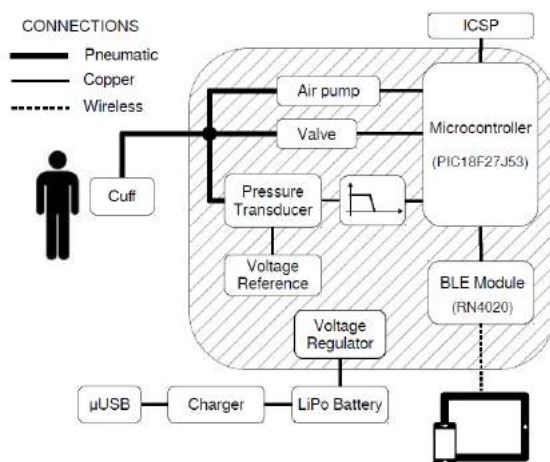 CONNECTIONS
Pneumatic
Copper
Wireless
ICSP
Air pump
Valve
Microcontroller
(PIC18F27J53)
Cuff
Pressure
Transducer
Voltage
Reference
BLE Module
(RN4020)
Voltage
Regulator
µUSB
Charger
LiPo Battery